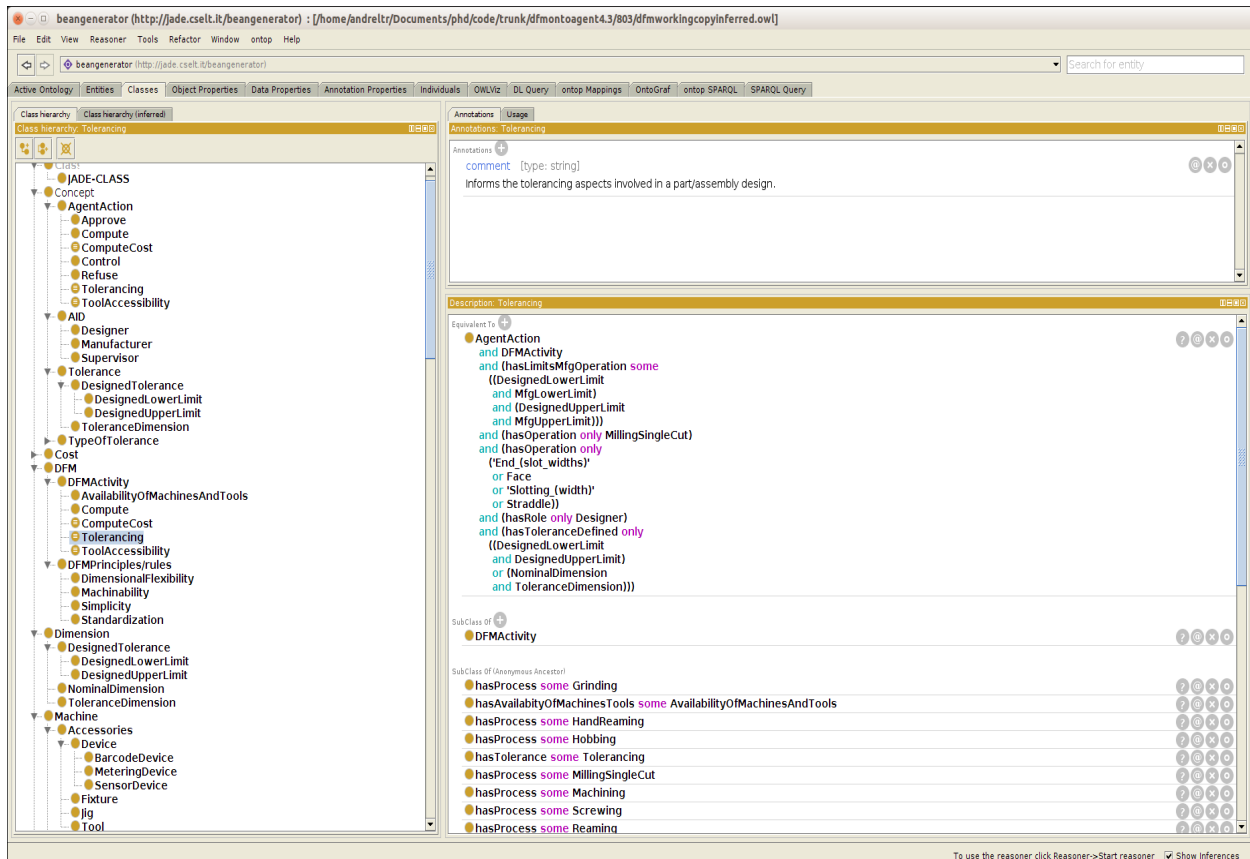 beangenerator (http://jade.cselt.it/beangenerator) : [/home/andreltr/Documents/phd/code/trunk/dfmontoagent4.3/803/dfmworkingcopyinferred.owl]
File Edit View Reasoner Tools Refactor Window ontop Help
beangenerator (http://jade.cselt.it/beangenerator)
Search for entity
Active Ontology Entities Classes Object Properties Data Properties Annotation Properties Individuals OWLViz DL Query ontop Mappings OntoGraf ontop SPARQL SPARQL Query
Class hierarchy Class hierarchy (inferred)
Class hierarchy: Tolerancing
Class
JADE-CLASS
Concept
AgentAction
Approve
Compute
ComputeCost
Control
Refuse
Tolerancing
ToolAccessibility
AID
Designer
Manufacturer
Supervisor
Tolerance
DesignedTolerance
DesignedLowerLimit
DesignedUpperLimit
ToleranceDimension
TypeOfTolerance
Cost
DFM
DFMActivity
AvailabilityOfMachinesAndTools
Compute
ComputeCost
Tolerancing
ToolAccessibility
DFMPrinciples/rules
DimensionalFlexibility
Machinability
Simplicity
Standardization
Dimension
DesignedTolerance
DesignedLowerLimit
DesignedUpperLimit
NominalDimension
ToleranceDimension
Machine
Accessories
Device
BarcodeDevice
MeteringDevice
SensorDevice
Fixture
Jig
Tool
Annotations Usage
Annotations: Tolerancing
Annotations
comment [type: string]
Informs the tolerancing aspects involved in a part/assembly design.
Description: Tolerancing
Equivalent To
AgentAction
and DFMActivity
and (hasLimitsMfgOperation some
((DesignedLowerLimit
and MfgLowerLimit)
and (DesignedUpperLimit
and MfgUpperLimit)))
and (hasOperation only MillingSingleCut)
and (hasOperation only
('End_(slot_widths)'
or Face
or 'Slotting_(width)'
or Straddle))
and (hasRole only Designer)
and (hasToleranceDefined only
((DesignedLowerLimit
and DesignedUpperLimit)
or (NominalDimension
and ToleranceDimension)))
SubClass Of
DFMActivity
SubClass Of (Anonymous Ancestor)
hasProcess some Grinding
hasAvailabityOfMachinesTools some AvailabilityOfMachinesAndTools
hasProcess some HandReaming
hasProcess some Hobbing
hasTolerance some Tolerancing
hasProcess some MillingSingleCut
hasProcess some Machining
hasProcess some Screwing
hasProcess some Reaming
To use the reasoner click Reasoner->Start reasoner Show Inferences